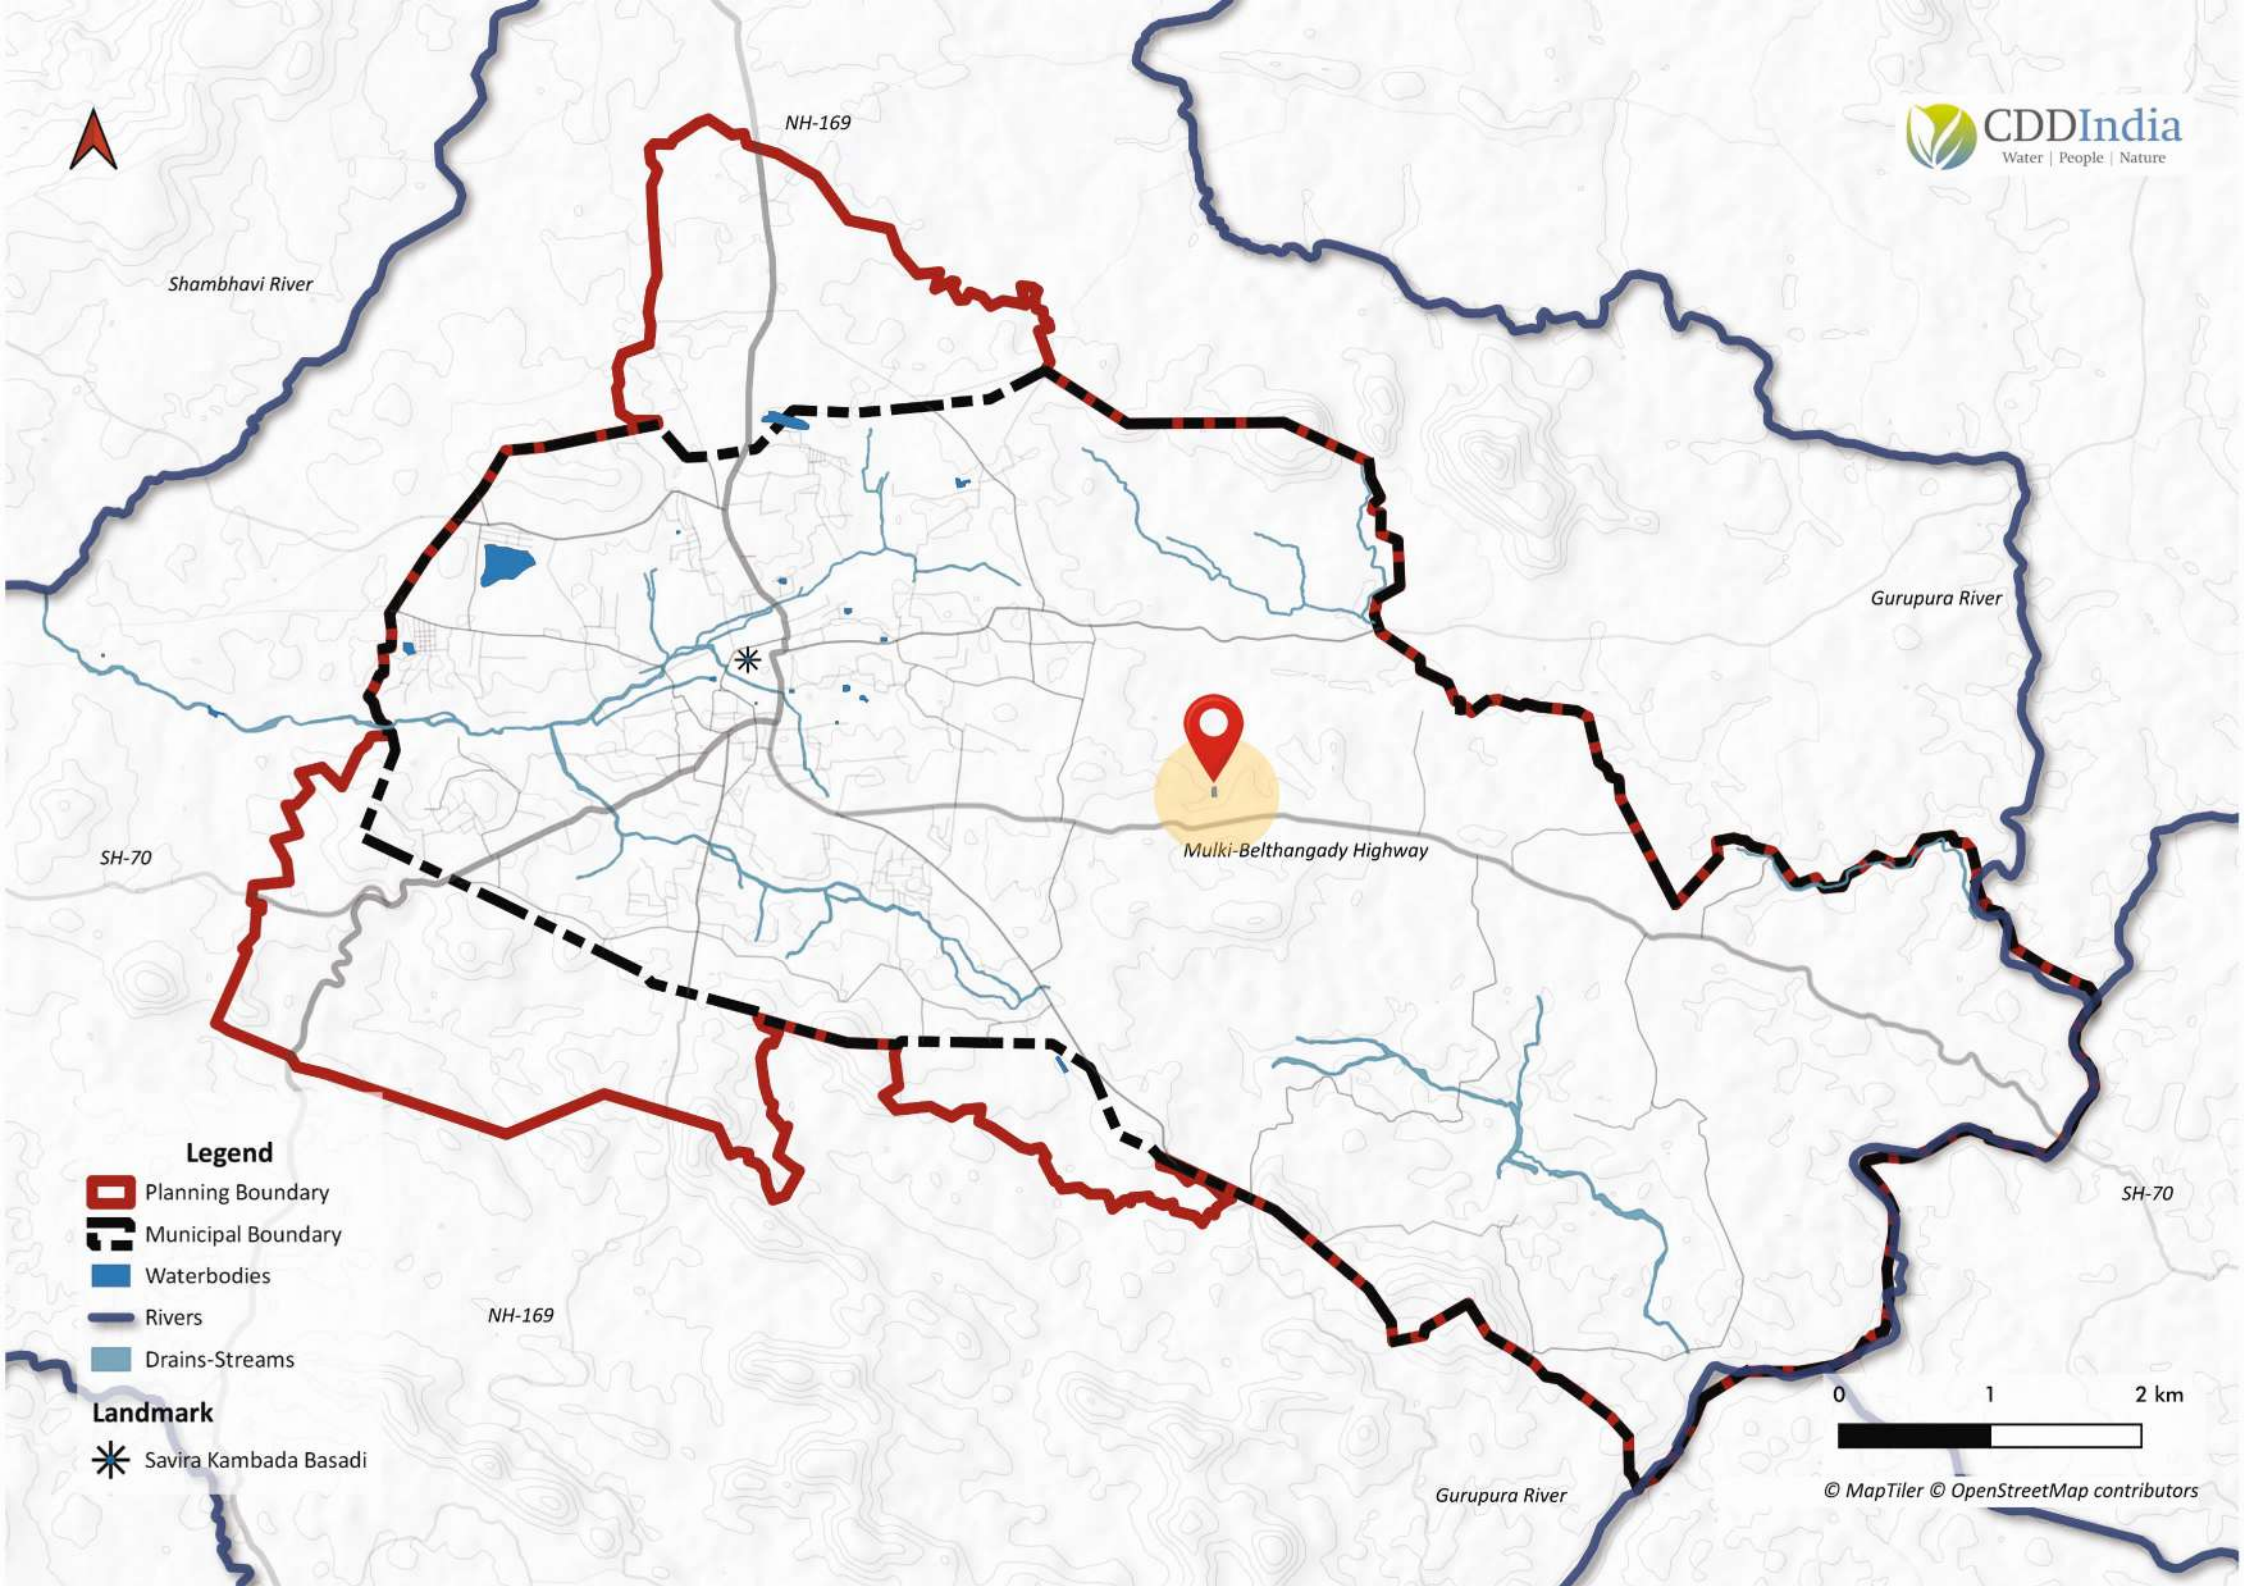 NH-169
CDDIndia
Water | People | Nature
Shambhavi River
Gurupura River
SH-70
Mulki-Belthangady Highway
Legend
Planning Boundary
Municipal Boundary
Waterbodies
Rivers
Drains-Streams
Landmark
Savira Kambada Basadi
NH-169
SH-70
0 1 2 km
Gurupura River
© MapTiler © OpenStreetMap contributors